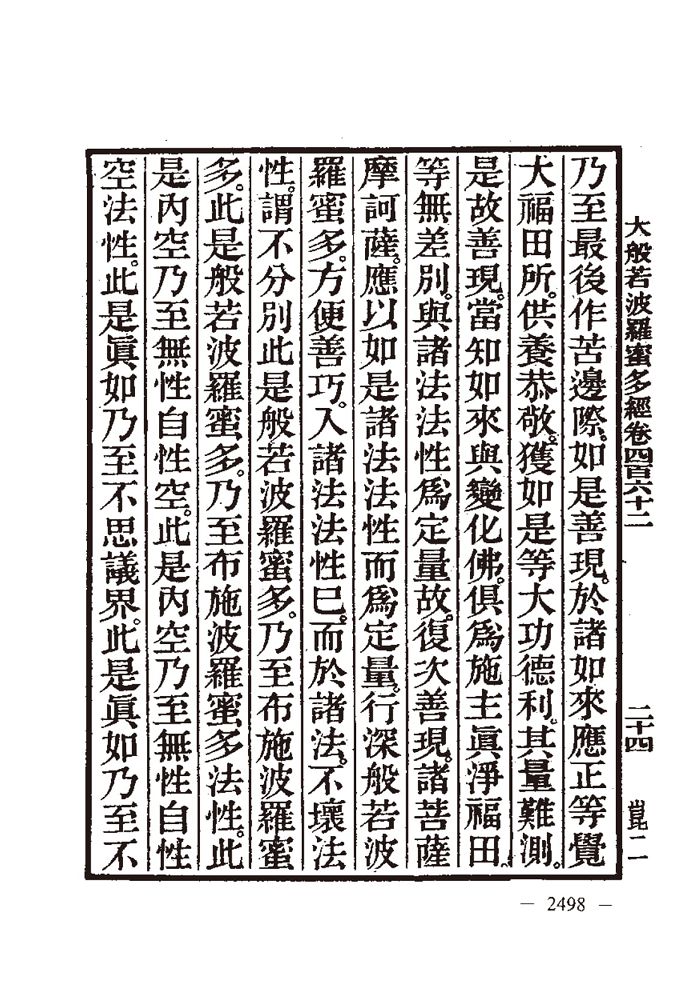 大般若波羅蜜多經卷四百六十二
二十四
崑二
乃至最後作苦邊際。如是善現。於諸如來應正等覺
大福田所。供養恭敬。獲如是等大功德利。其量難測。
是故善現。當知如來與變化佛。俱爲施主眞淨福田。
等無差別。與諸法法性爲定量故。復次善現。諸菩薩
摩訶薩。應以如是諸法法性而爲定量。行深般若波
羅蜜多。方便善巧。入諸法法性已。而於諸法。不壞法
性。謂不分別此是般若波羅蜜多。乃至布施波羅蜜
多。此是般若波羅蜜多。乃至布施波羅蜜多法性。此
是內空乃至無性自性空。此是內空乃至無性自性
空法性。此是眞如乃至不思議界。此是眞如乃至不
— 2498 —